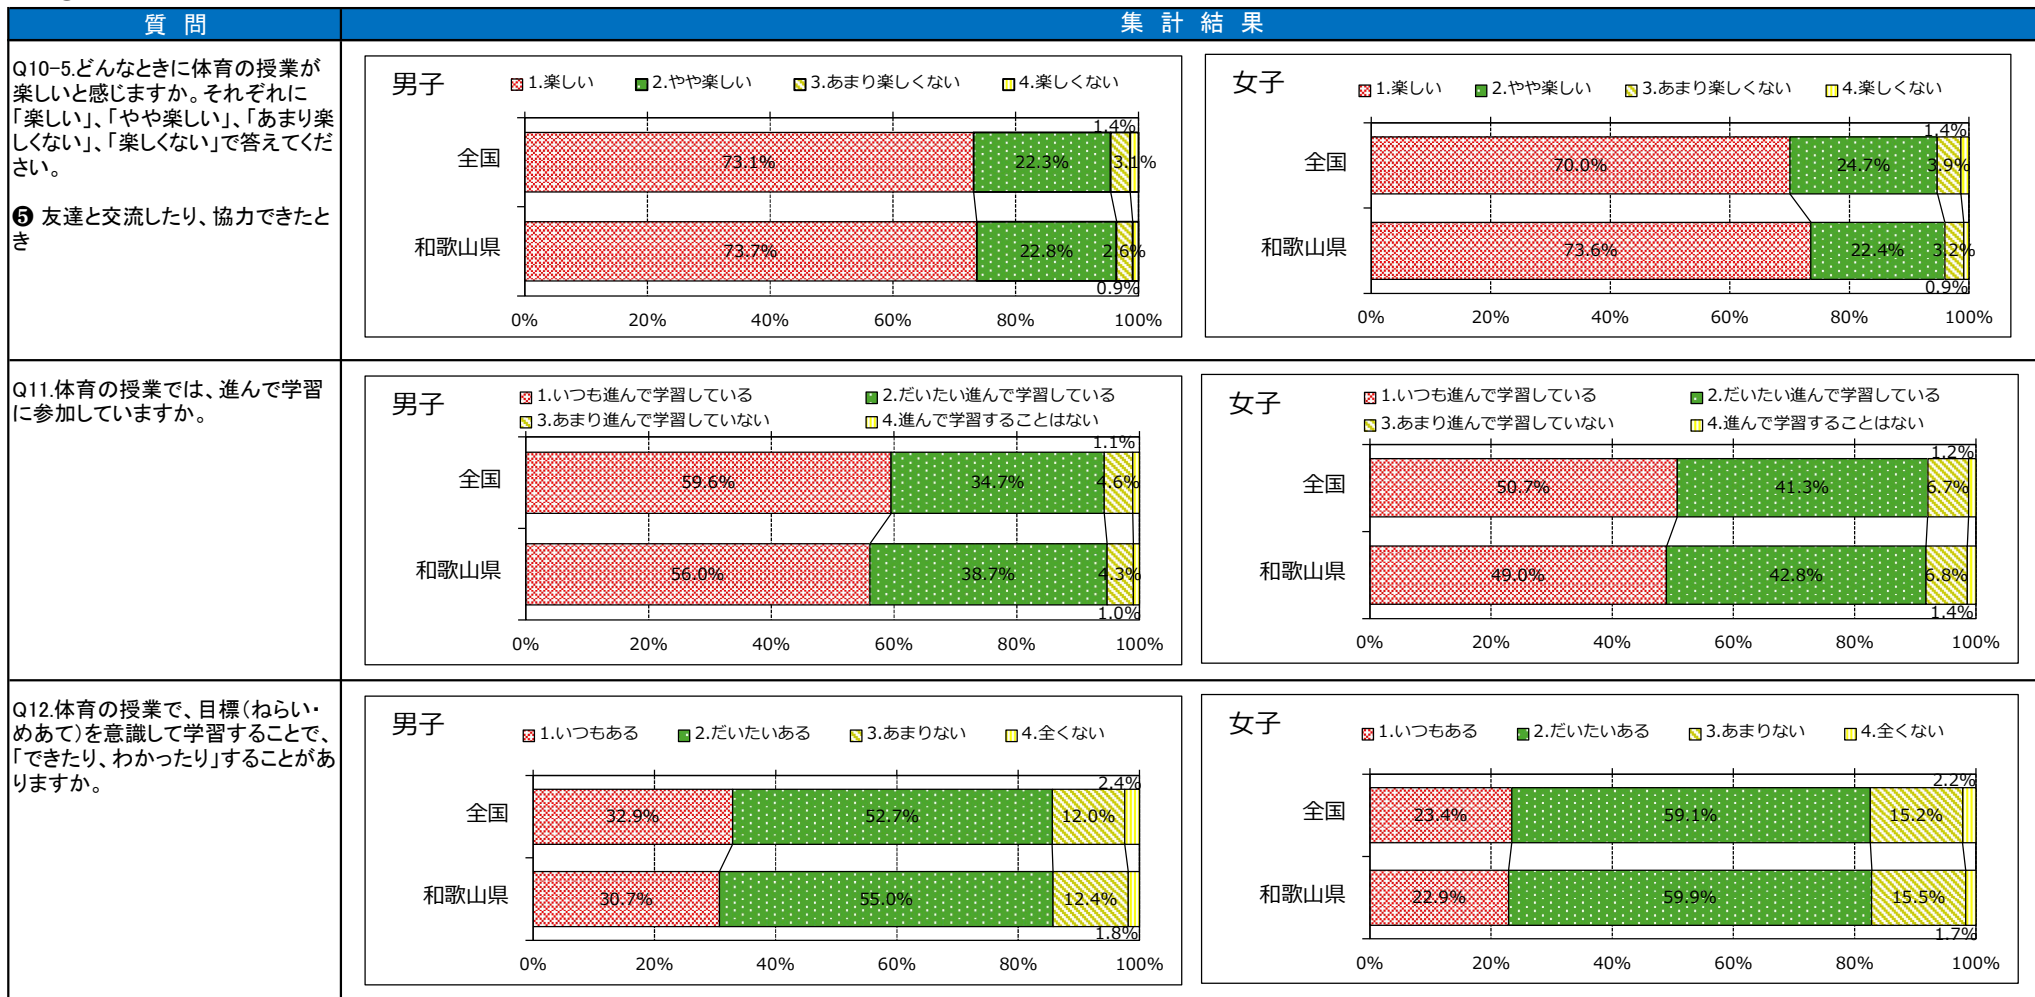 質 問
集 計 結 果
Q10-5.どんなときに体育の授業が
楽しいと感じますか。それぞれに
「楽しい」、「やや楽しい」、「あまり楽
しくない」、「楽しくない」で答えてくだ
さい。
❺ 友達と交流したり、協力できたと
き
男子
1.楽しい 2.やや楽しい 3.あまり楽しくない 4.楽しくない
1.4%
全国 73.1% 22.3% 3.1%
和歌山県 73.7% 22.8% 2.6%
0.9%
0% 20% 40% 60% 80% 100%
女子
1.楽しい 2.やや楽しい 3.あまり楽しくない 4.楽しくない
1.4%
全国 70.0% 24.7% 3.9%
和歌山県 73.6% 22.4% 3.2%
0.9%
0% 20% 40% 60% 80% 100%
Q11.体育の授業では、進んで学習
に参加していますか。
男子
1.いつも進んで学習している 2.だいたい進んで学習している
3.あまり進んで学習していない 4.進んで学習することはない
1.1%
全国 59.6% 34.7% 4.6%
和歌山県 56.0% 38.7% 4.3%
1.0%
0% 20% 40% 60% 80% 100%
女子
1.いつも進んで学習している 2.だいたい進んで学習している
3.あまり進んで学習していない 4.進んで学習することはない
1.2%
全国 50.7% 41.3% 6.7%
和歌山県 49.0% 42.8% 6.8%
1.4%
0% 20% 40% 60% 80% 100%
Q12.体育の授業で、目標(ねらい・
めあて)を意識して学習することで、
「できたり、わかったり」することがあ
りますか。
男子
1.いつもある 2.だいたいある 3.あまりない 4.全くない
2.4%
全国 32.9% 52.7% 12.0%
和歌山県 30.7% 55.0% 12.4%
1.8%
0% 20% 40% 60% 80% 100%
女子
1.いつもある 2.だいたいある 3.あまりない 4.全くない
2.2%
全国 23.4% 59.1% 15.2%
和歌山県 22.9% 59.9% 15.5%
1.7%
0% 20% 40% 60% 80% 100%